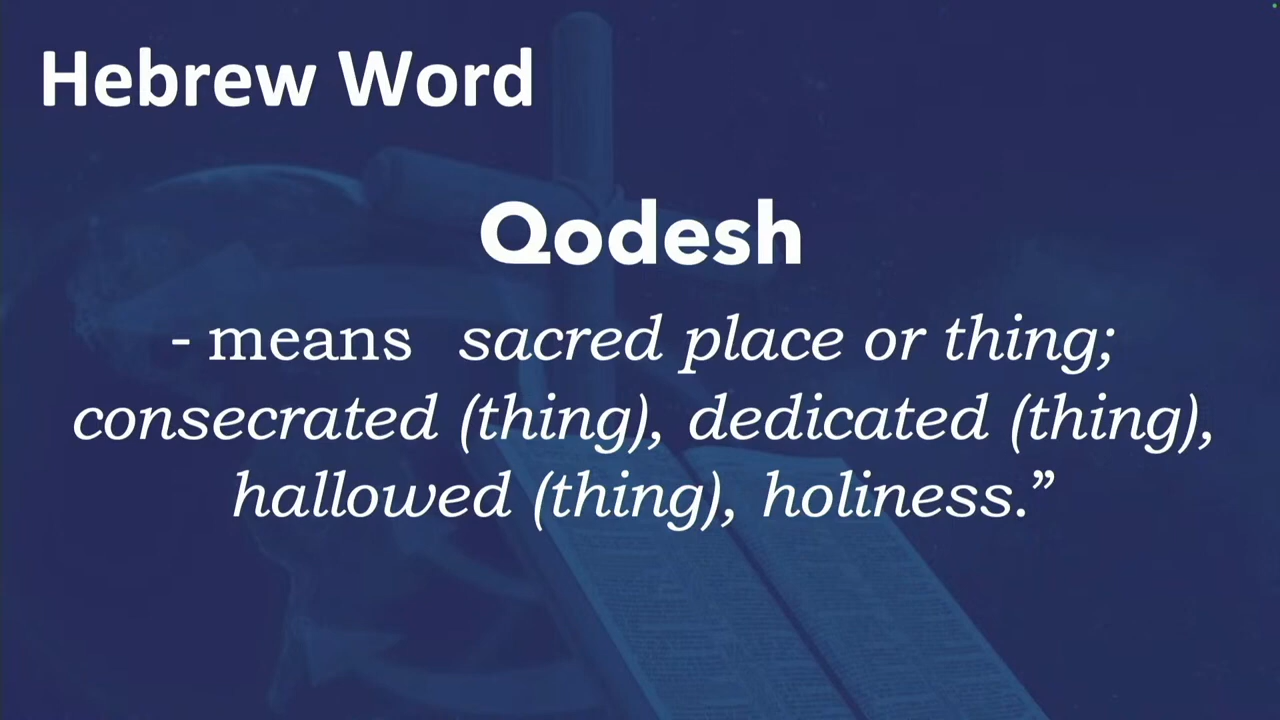 Hebrew Word
Qodesh
- means sacred place or thing;
consecrated (thing), dedicated (thing),
hallowed (thing), holiness.”